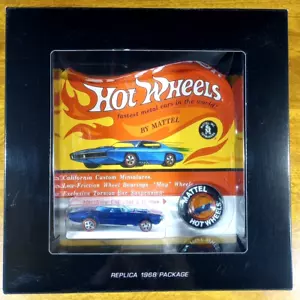 HOT WHEELS
fastest metal cars in the world!
BY MATTEL
California Custom Miniatures
Low-Friction Wheel Bearings "Mag" Wheels
Exclusive Torsion-Bar Suspension
MATTEL
HOT WHEELS
REPLICA 1968 PACKAGE